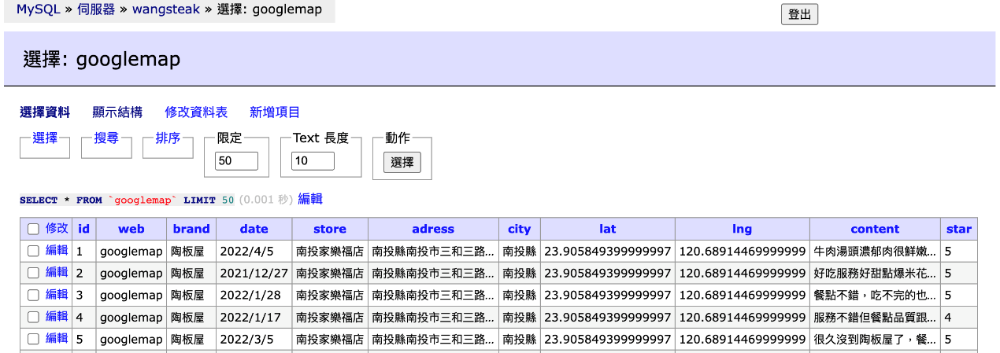 MySQL » 伺服器 » wangsteak » 選擇: googlemap
登出
選擇: googlemap
選擇資料 顯示結構 修改資料表 新增項目
選擇 搜尋 排序 限定 Text 長度 動作
50 10 選擇
SELECT * FROM `googlemap` LIMIT 50 (0.001 秒) 編輯
修改 id web brand date store adress city lat lng content star
編輯 1 googlemap 陶板屋 2022/4/5 南投家樂福店 南投縣南投市三和三路... 南投縣 23.905849399999997 120.68914469999999 牛肉湯頭濃郁肉很鮮嫩... 5
編輯 2 googlemap 陶板屋 2021/12/27 南投家樂福店 南投縣南投市三和三路... 南投縣 23.905849399999997 120.68914469999999 好吃服務好甜點爆米花... 5
編輯 3 googlemap 陶板屋 2022/1/28 南投家樂福店 南投縣南投市三和三路... 南投縣 23.905849399999997 120.68914469999999 餐點不錯，吃不完的也... 5
編輯 4 googlemap 陶板屋 2022/1/17 南投家樂福店 南投縣南投市三和三路... 南投縣 23.905849399999997 120.68914469999999 服務不錯但餐點品質跟... 4
編輯 5 googlemap 陶板屋 2022/3/5 南投家樂福店 南投縣南投市三和三路... 南投縣 23.905849399999997 120.68914469999999 很久沒到陶板屋了，餐... 5